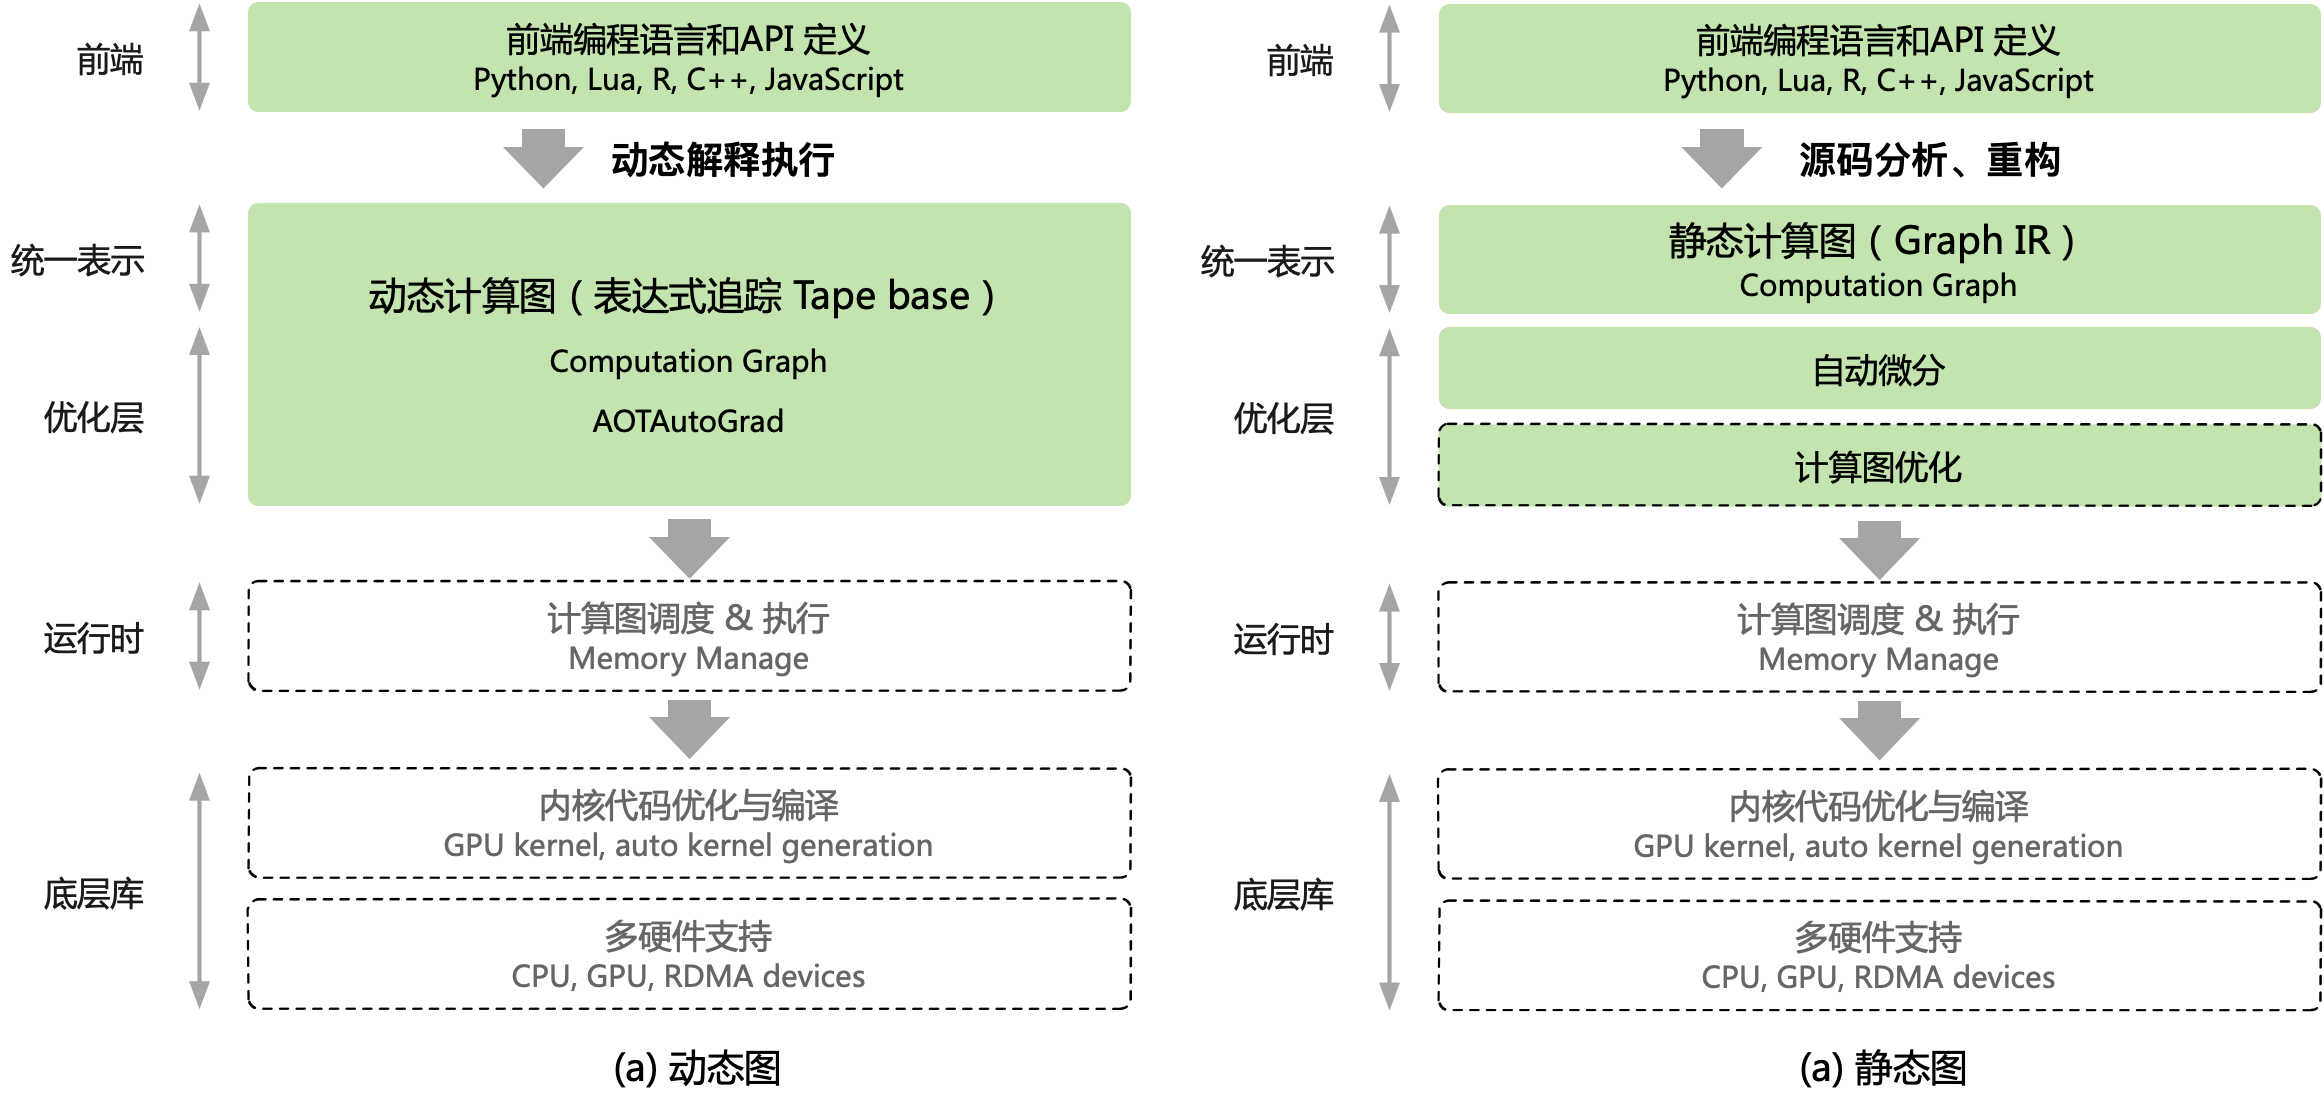 前端
前端编程语言和API 定义
Python, Lua, R, C++, JavaScript
动态解释执行
统一表示
动态计算图（表达式追踪 Tape base）
Computation Graph
优化层
AOTAutoGrad
运行时
计算图调度 & 执行
Memory Manage
底层库
内核代码优化与编译
GPU kernel, auto kernel generation
多硬件支持
CPU, GPU, RDMA devices
(a) 动态图
前端
前端编程语言和API 定义
Python, Lua, R, C++, JavaScript
源码分析、重构
统一表示
静态计算图（Graph IR）
Computation Graph
优化层
自动微分
计算图优化
运行时
计算图调度 & 执行
Memory Manage
底层库
内核代码优化与编译
GPU kernel, auto kernel generation
多硬件支持
CPU, GPU, RDMA devices
(a) 静态图